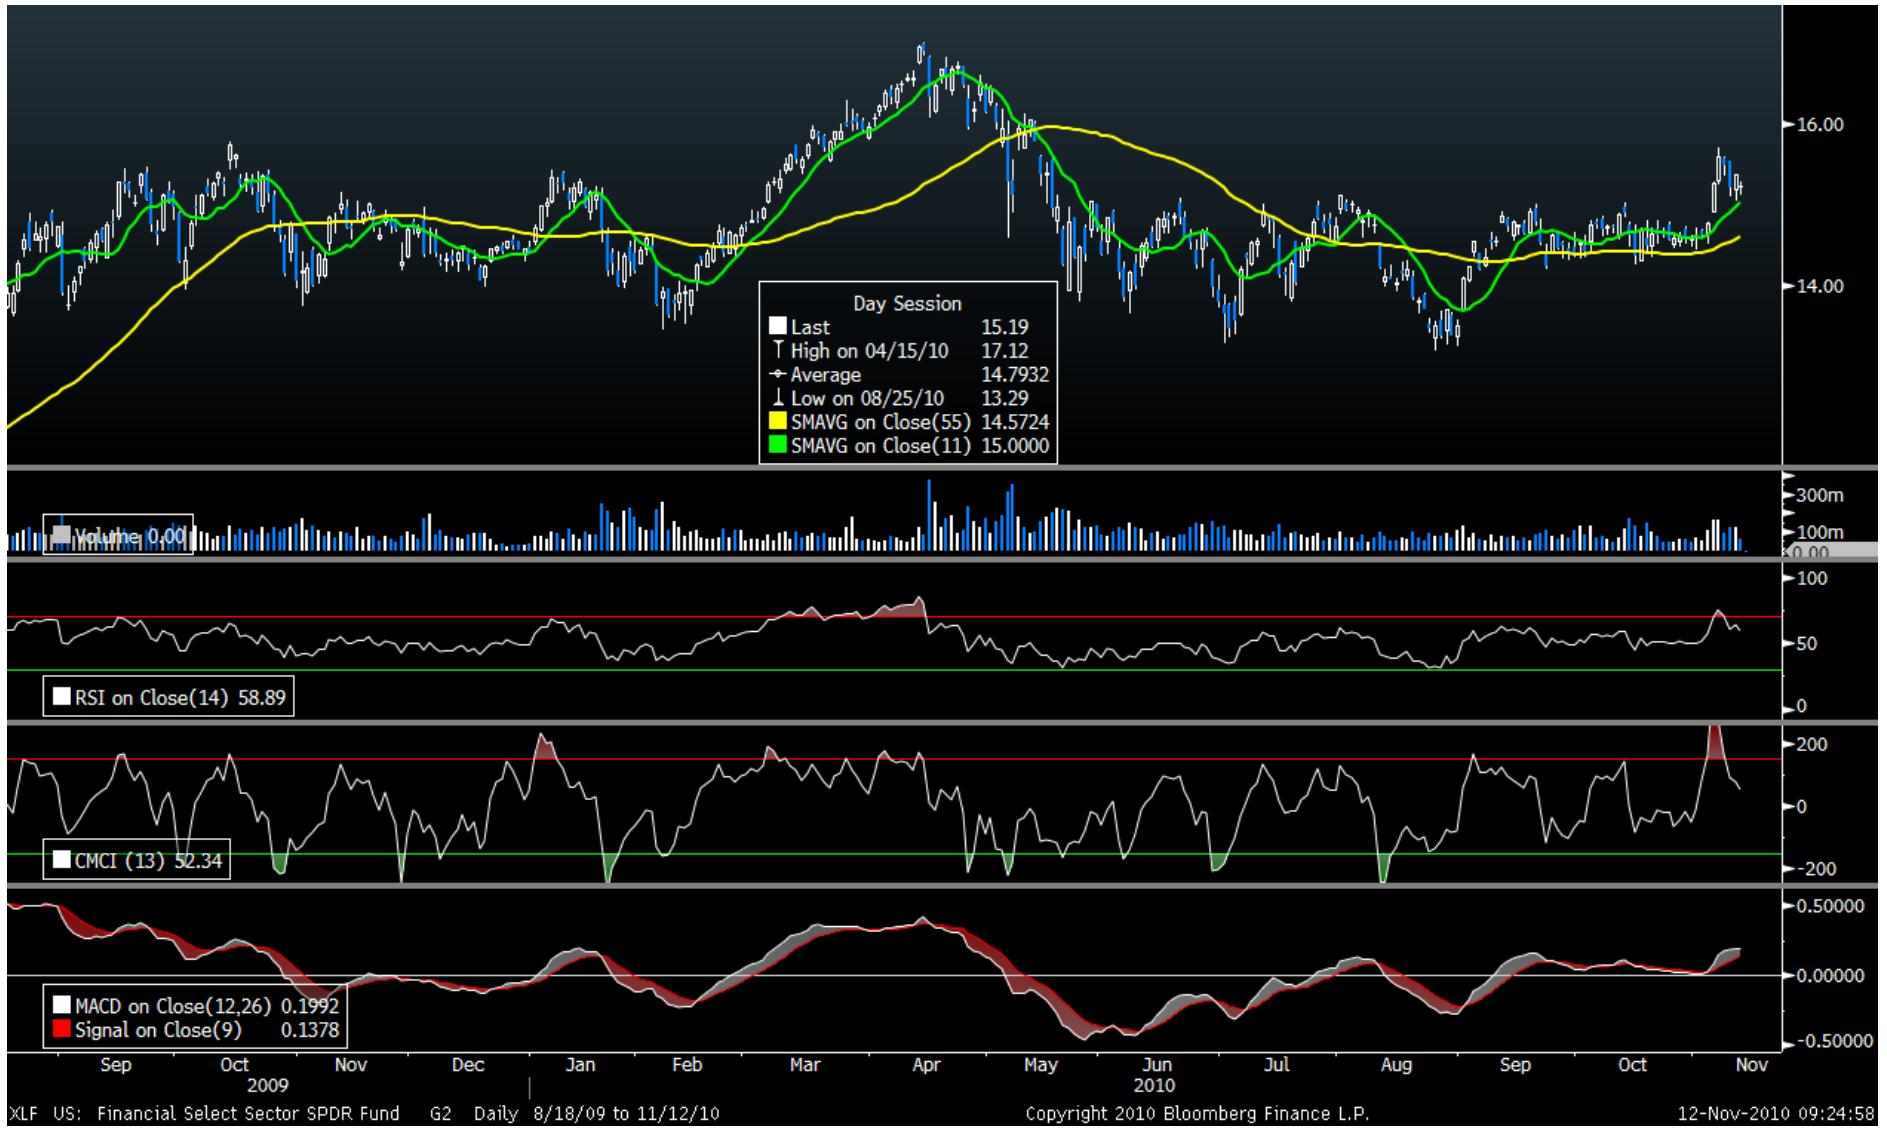 16.00
14.00
Day Session
Last 15.19
High on 04/15/10 17.12
Average 14.7932
Low on 08/25/10 13.29
SMAVG on Close(55) 14.5724
SMAVG on Close(11) 15.0000
300m
100m
0.00
Volume 0.00
100
50
0
RSI on Close(14) 58.89
200
0
-200
CMCI (13) 52.34
0.50000
0.00000
-0.50000
MACD on Close(12,26) 0.1992
Signal on Close(9) 0.1378
Sep Oct Nov Dec Jan Feb Mar Apr May Jun Jul Aug Sep Oct Nov
2009 2010
XLF US: Financial Select Sector SPDR Fund G2 Daily 8/18/09 to 11/12/10 Copyright 2010 Bloomberg Finance L.P. 12-Nov-2010 09:24:58